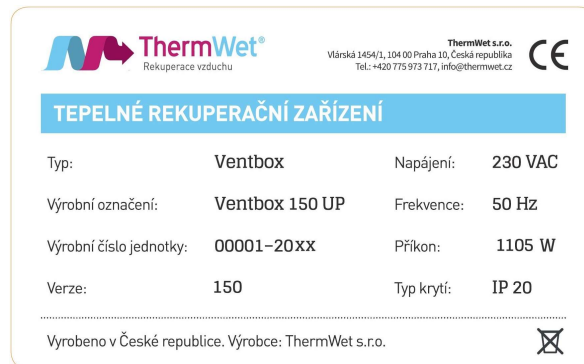 ThermWet®
Rekuperace vzduchu
ThermWet s.r.o.
Vlárská 1454/1, 104 00 Praha 10, Česká republika
Tel.: +420 775 973 717, info@thermwet.cz
CE
TEPELNÉ REKUPERAČNÍ ZAŘÍZENÍ
Typ: Ventbox Napájení: 230 VAC
Výrobní označení: Ventbox 150 UP Frekvence: 50 Hz
Výrobní číslo jednotky: 00001-20xx Příkon: 1105 W
Verze: 150 Typ krytí: IP 20
Vyrobeno v České republice. Výrobce: ThermWet s.r.o.